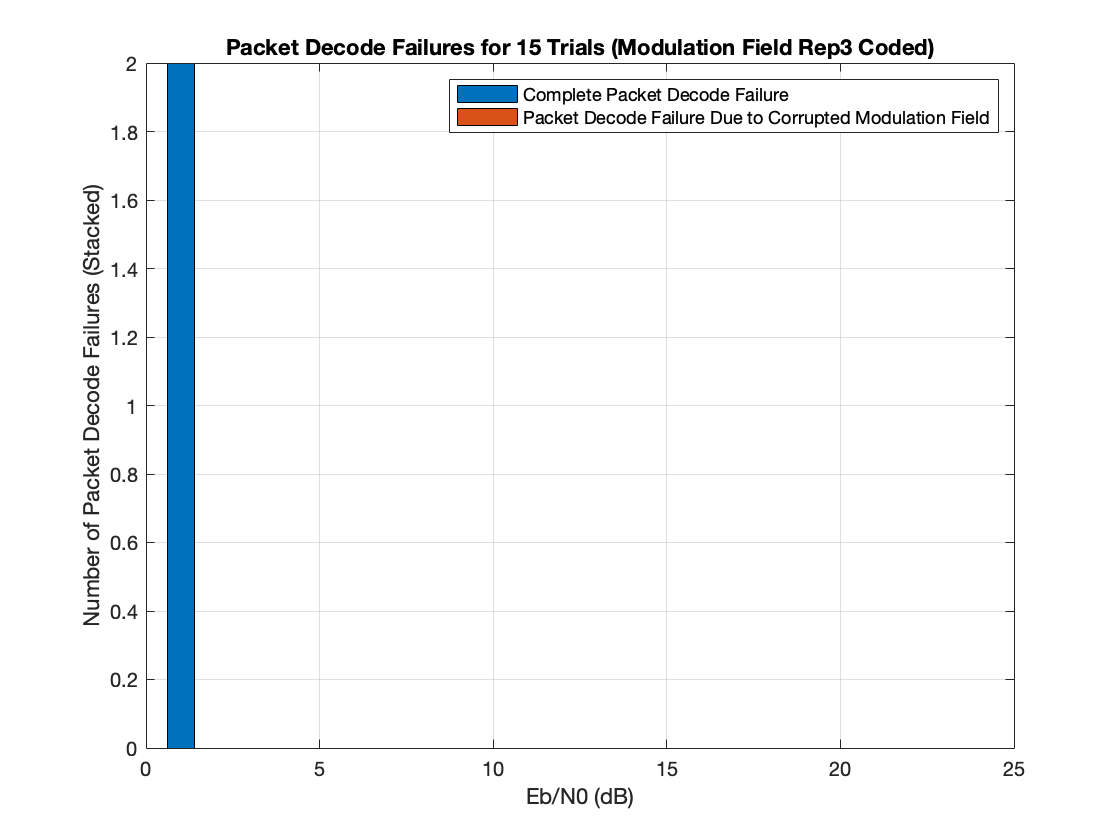 Packet Decode Failures for 15 Trials (Modulation Field Rep3 Coded)
Complete Packet Decode Failure
Packet Decode Failure Due to Corrupted Modulation Field
Number of Packet Decode Failures (Stacked)
2
1.8
1.6
1.4
1.2
1
0.8
0.6
0.4
0.2
0
0 5 10 15 20 25
Eb/N0 (dB)